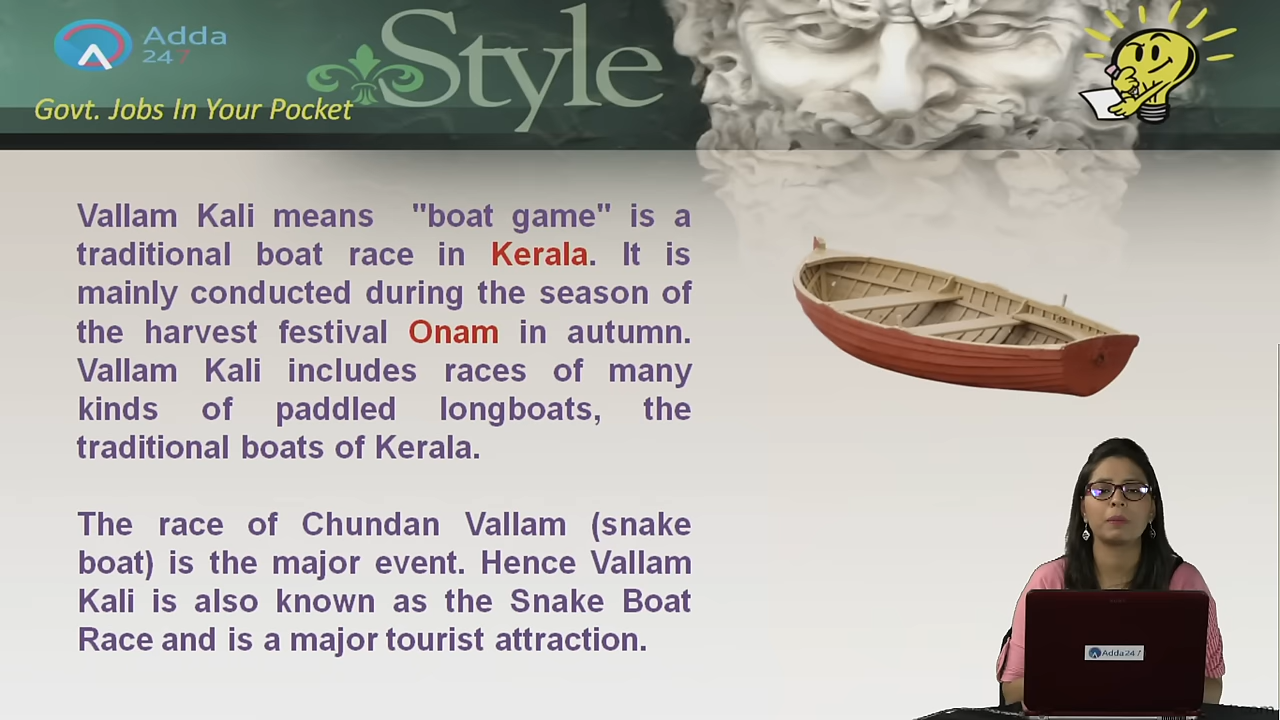 Adda
247
Style
Govt. Jobs In Your Pocket
Vallam Kali means "boat game" is a
traditional boat race in Kerala. It is
mainly conducted during the season of
the harvest festival Onam in autumn.
Vallam Kali includes races of many
kinds of paddled longboats, the
traditional boats of Kerala.
The race of Chundan Vallam (snake
boat) is the major event. Hence Vallam
Kali is also known as the Snake Boat
Race and is a major tourist attraction.
Adda247